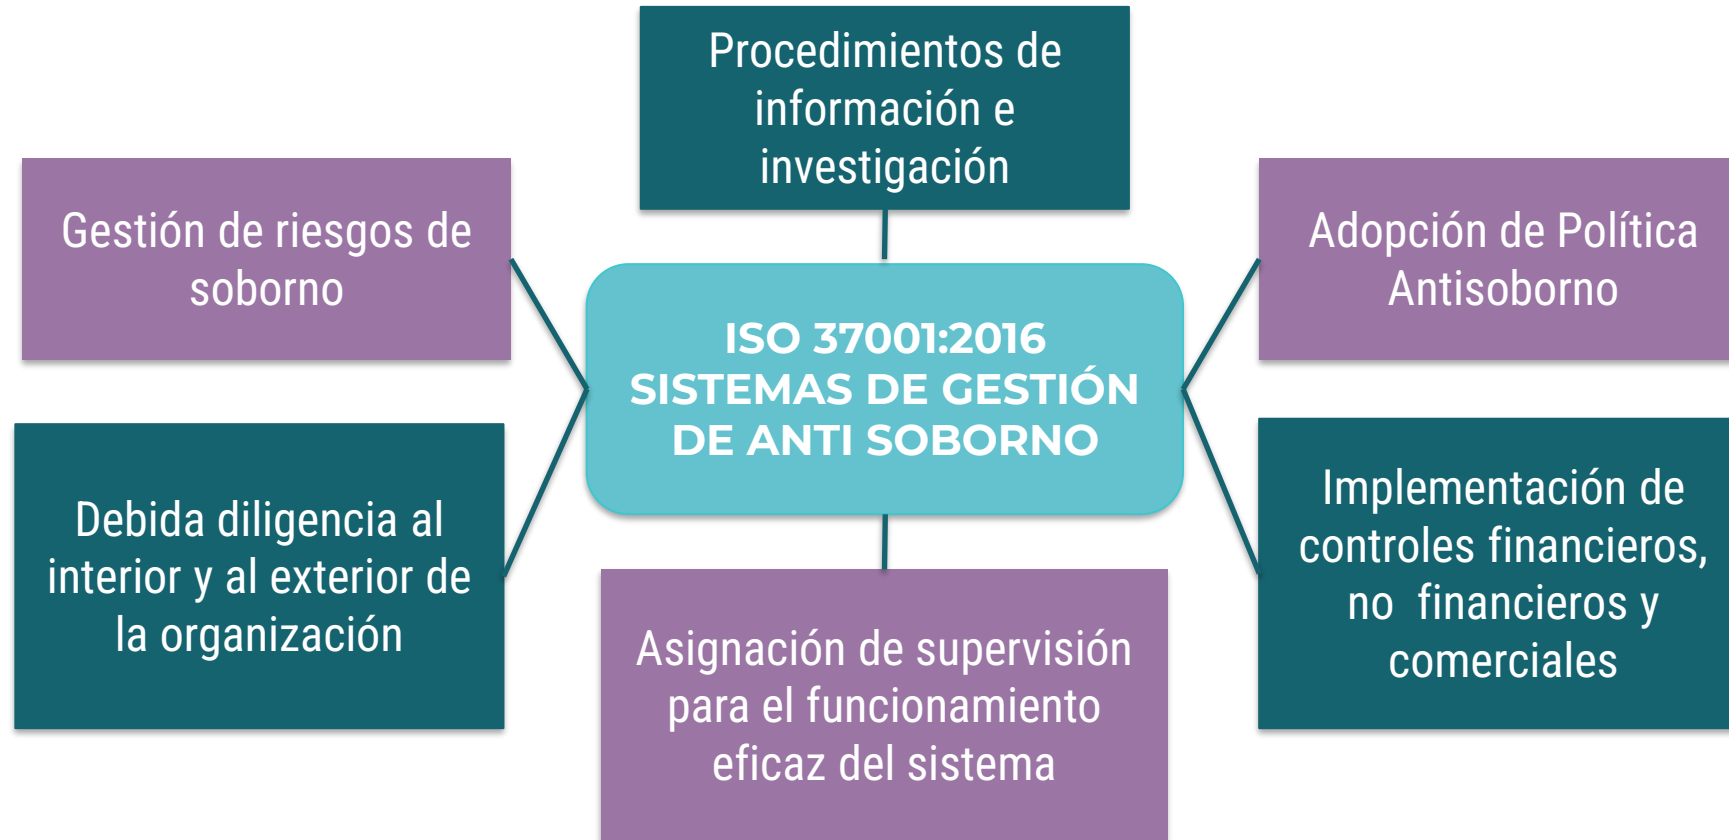 Procedimientos de
información e
investigación
Gestión de riesgos de
soborno
Adopción de Política
Antisoborno
ISO 37001:2016
SISTEMAS DE GESTIÓN
DE ANTI SOBORNO
Debida diligencia al
interior y al exterior de
la organización
Implementación de
controles financieros,
no  financieros y
comerciales
Asignación de supervisión
para el funcionamiento
eficaz del sistema